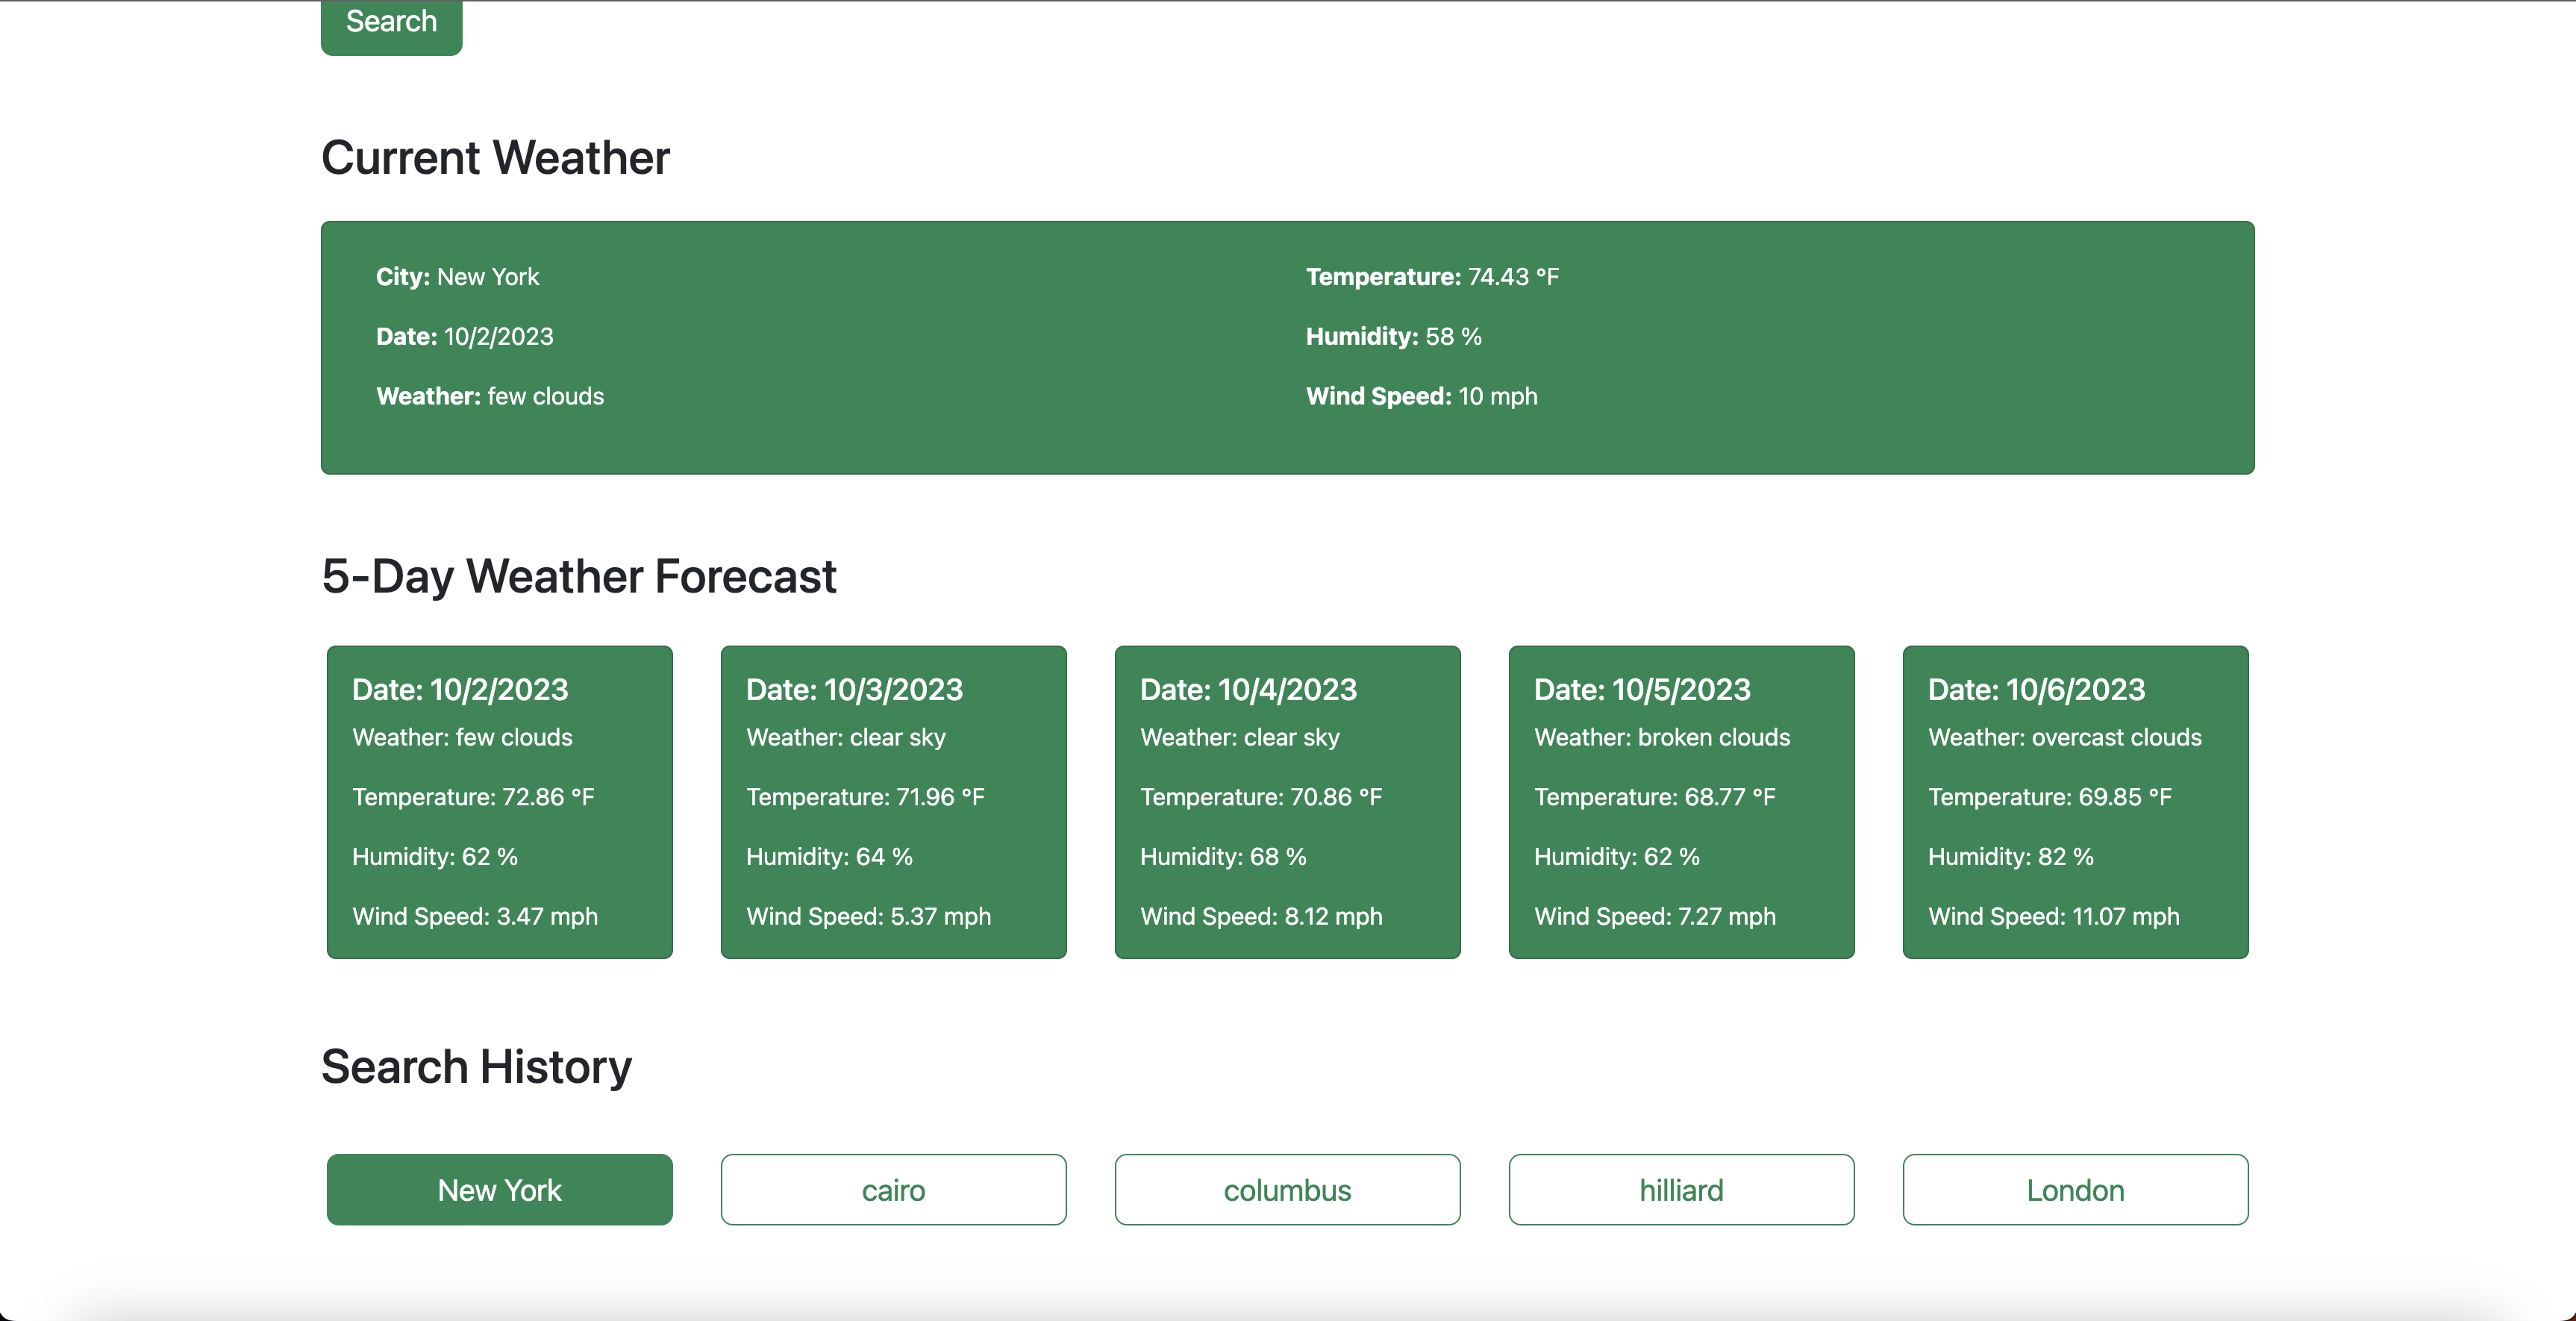 Search
Current Weather
City: New York
Date: 10/2/2023
Weather: few clouds
Temperature: 74.43 °F
Humidity: 58 %
Wind Speed: 10 mph
5-Day Weather Forecast
Date: 10/2/2023
Weather: few clouds
Temperature: 72.86 °F
Humidity: 62 %
Wind Speed: 3.47 mph
Date: 10/3/2023
Weather: clear sky
Temperature: 71.96 °F
Humidity: 64 %
Wind Speed: 5.37 mph
Date: 10/4/2023
Weather: clear sky
Temperature: 70.86 °F
Humidity: 68 %
Wind Speed: 8.12 mph
Date: 10/5/2023
Weather: broken clouds
Temperature: 68.77 °F
Humidity: 62 %
Wind Speed: 7.27 mph
Date: 10/6/2023
Weather: overcast clouds
Temperature: 69.85 °F
Humidity: 82 %
Wind Speed: 11.07 mph
Search History
New York
cairo
columbus
hilliard
London